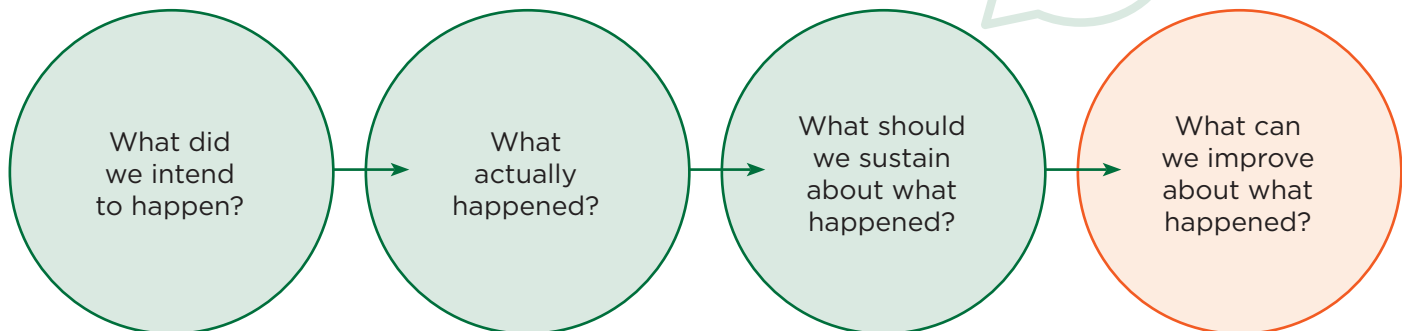 What did
we intend
to happen?
What
actually
happened?
What should
we sustain
about what
happened?
What can
we improve
about what
happened?